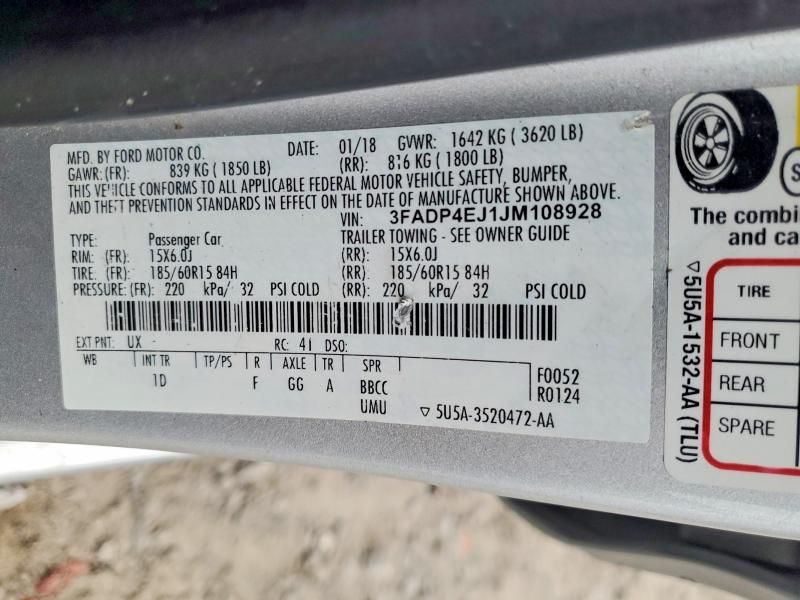 MFD. BY FORD MOTOR CO. DATE: 01/18 GVWR: 1642 KG ( 3620 LB)
GAWR: (FR): 839 KG ( 1850 LB) (RR): 816 KG ( 1800 LB)
THIS VEHICLE CONFORMS TO ALL APPLICABLE FEDERAL MOTOR VEHICLE SAFETY, BUMPER,
AND THEFT PREVENTION STANDARDS IN EFFECT ON THE DATE OF MANUFACTURE SHOWN ABOVE.
VIN: 3FADP4EJ1JM108928
TYPE: Passenger Car TRAILER TOWING - SEE OWNER GUIDE
RIM: (FR): 15X6.0J (RR): 15X6.0J
TIRE: (FR): 185/60R15 84H (RR): 185/60R15 84H
PRESSURE: (FR): 220 kPa/ 32 PSI COLD (RR): 220 kPa/ 32 PSI COLD
EXT PNT: UX - RC: 41 DSO:
WB INT TR TP/PS R AXLE TR SPR
1D F GG A BBCC
UMU
F0052
R0124
▽ 5U5A-3520472-AA
The combi
and ca
TIRE
FRONT
REAR
SPARE
▽ 5U5A-1532-AA (TLU)